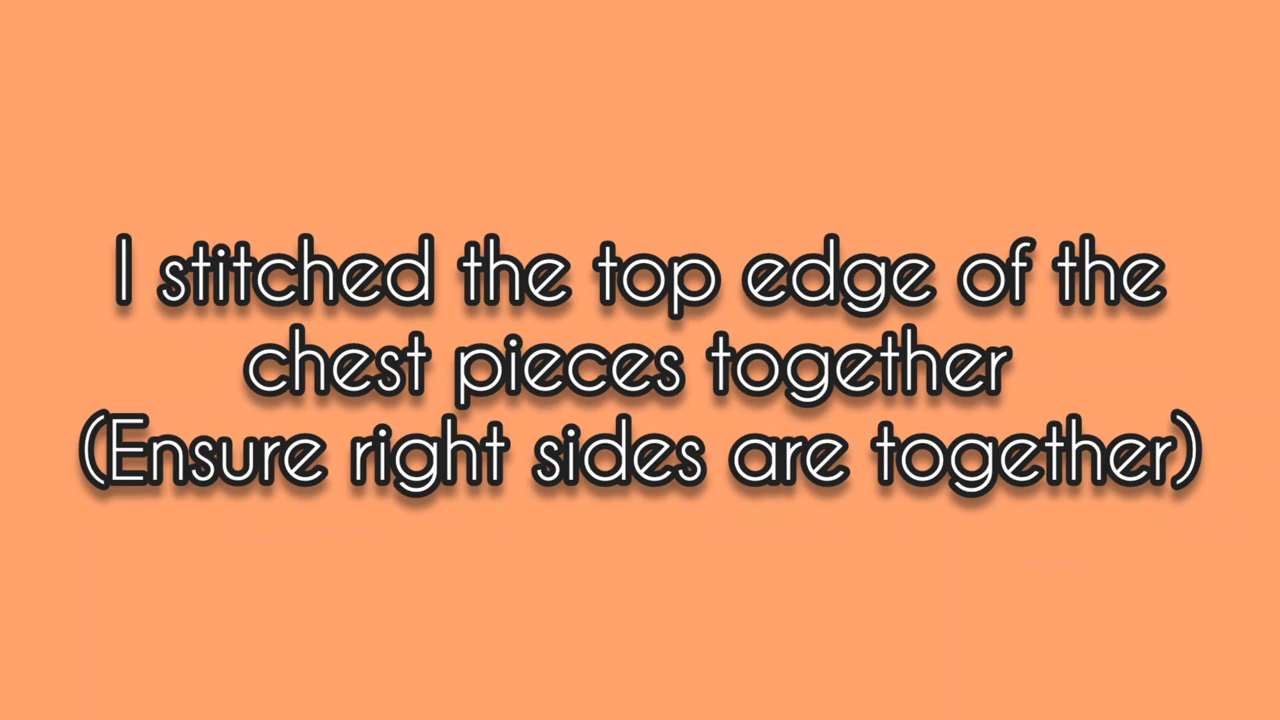 I stitched the top edge of the
chest pieces together
(Ensure right sides are together)